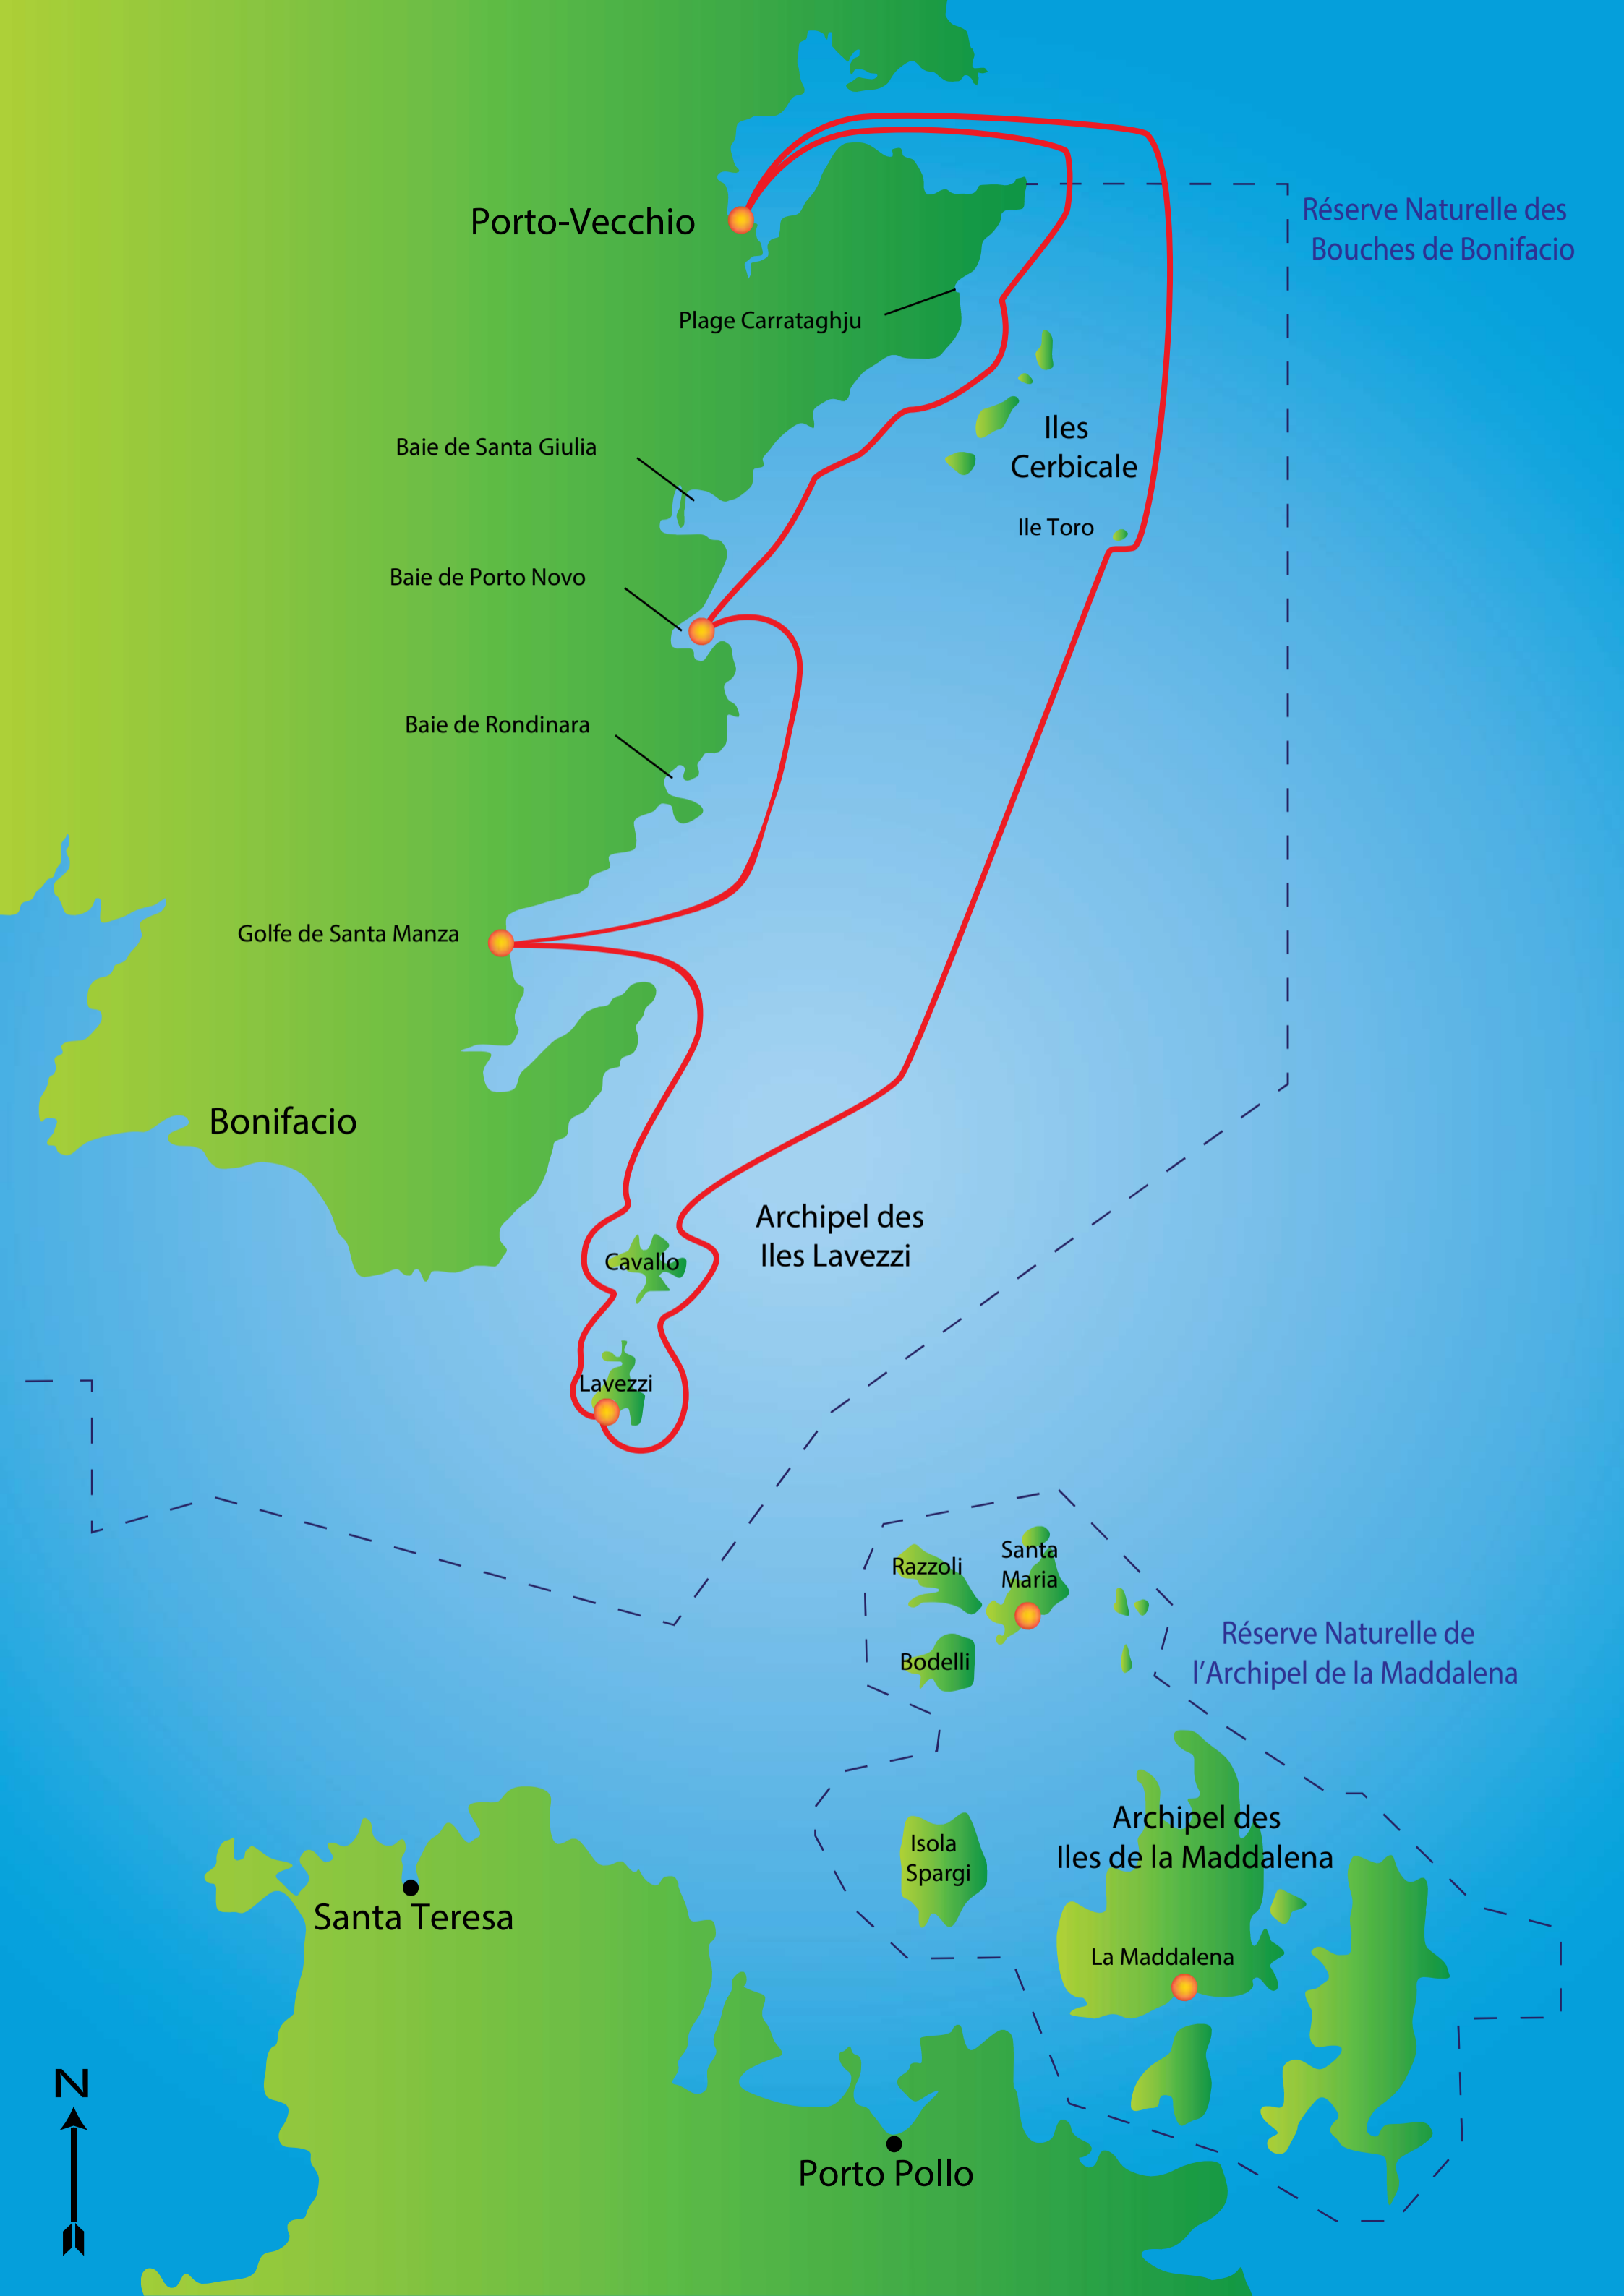 Porto-Vecchio
Réserve Naturelle des
Bouches de Bonifacio
Plage Carrataghju
Iles
Cerbicale
Baie de Santa Giulia
Ile Toro
Baie de Porto Novo
Baie de Rondinara
Golfe de Santa Manza
Bonifacio
Archipel des
Iles Lavezzi
Cavallo
Lavezzi
Razzoli
Santa
Maria
Bodelli
Réserve Naturelle de
l'Archipel de la Maddalena
Archipel des
Iles de la Maddalena
Isola
Spargi
Santa Teresa
La Maddalena
N
Porto Pollo